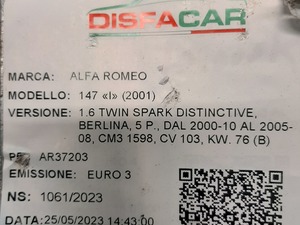 DISFACAR
MARCA: ALFA ROMEO
MODELLO: 147 «I» (2001)
VERSIONE: 1.6 TWIN SPARK DISTINCTIVE,
BERLINA, 5 P., DAL 2000-10 AL 2005-
08, CM3 1598, CV 103, KW. 76 (B)
AR37203
EMISSIONE: EURO 3
NS: 1061/2023
DATA: 25/05/2023 14:43:00